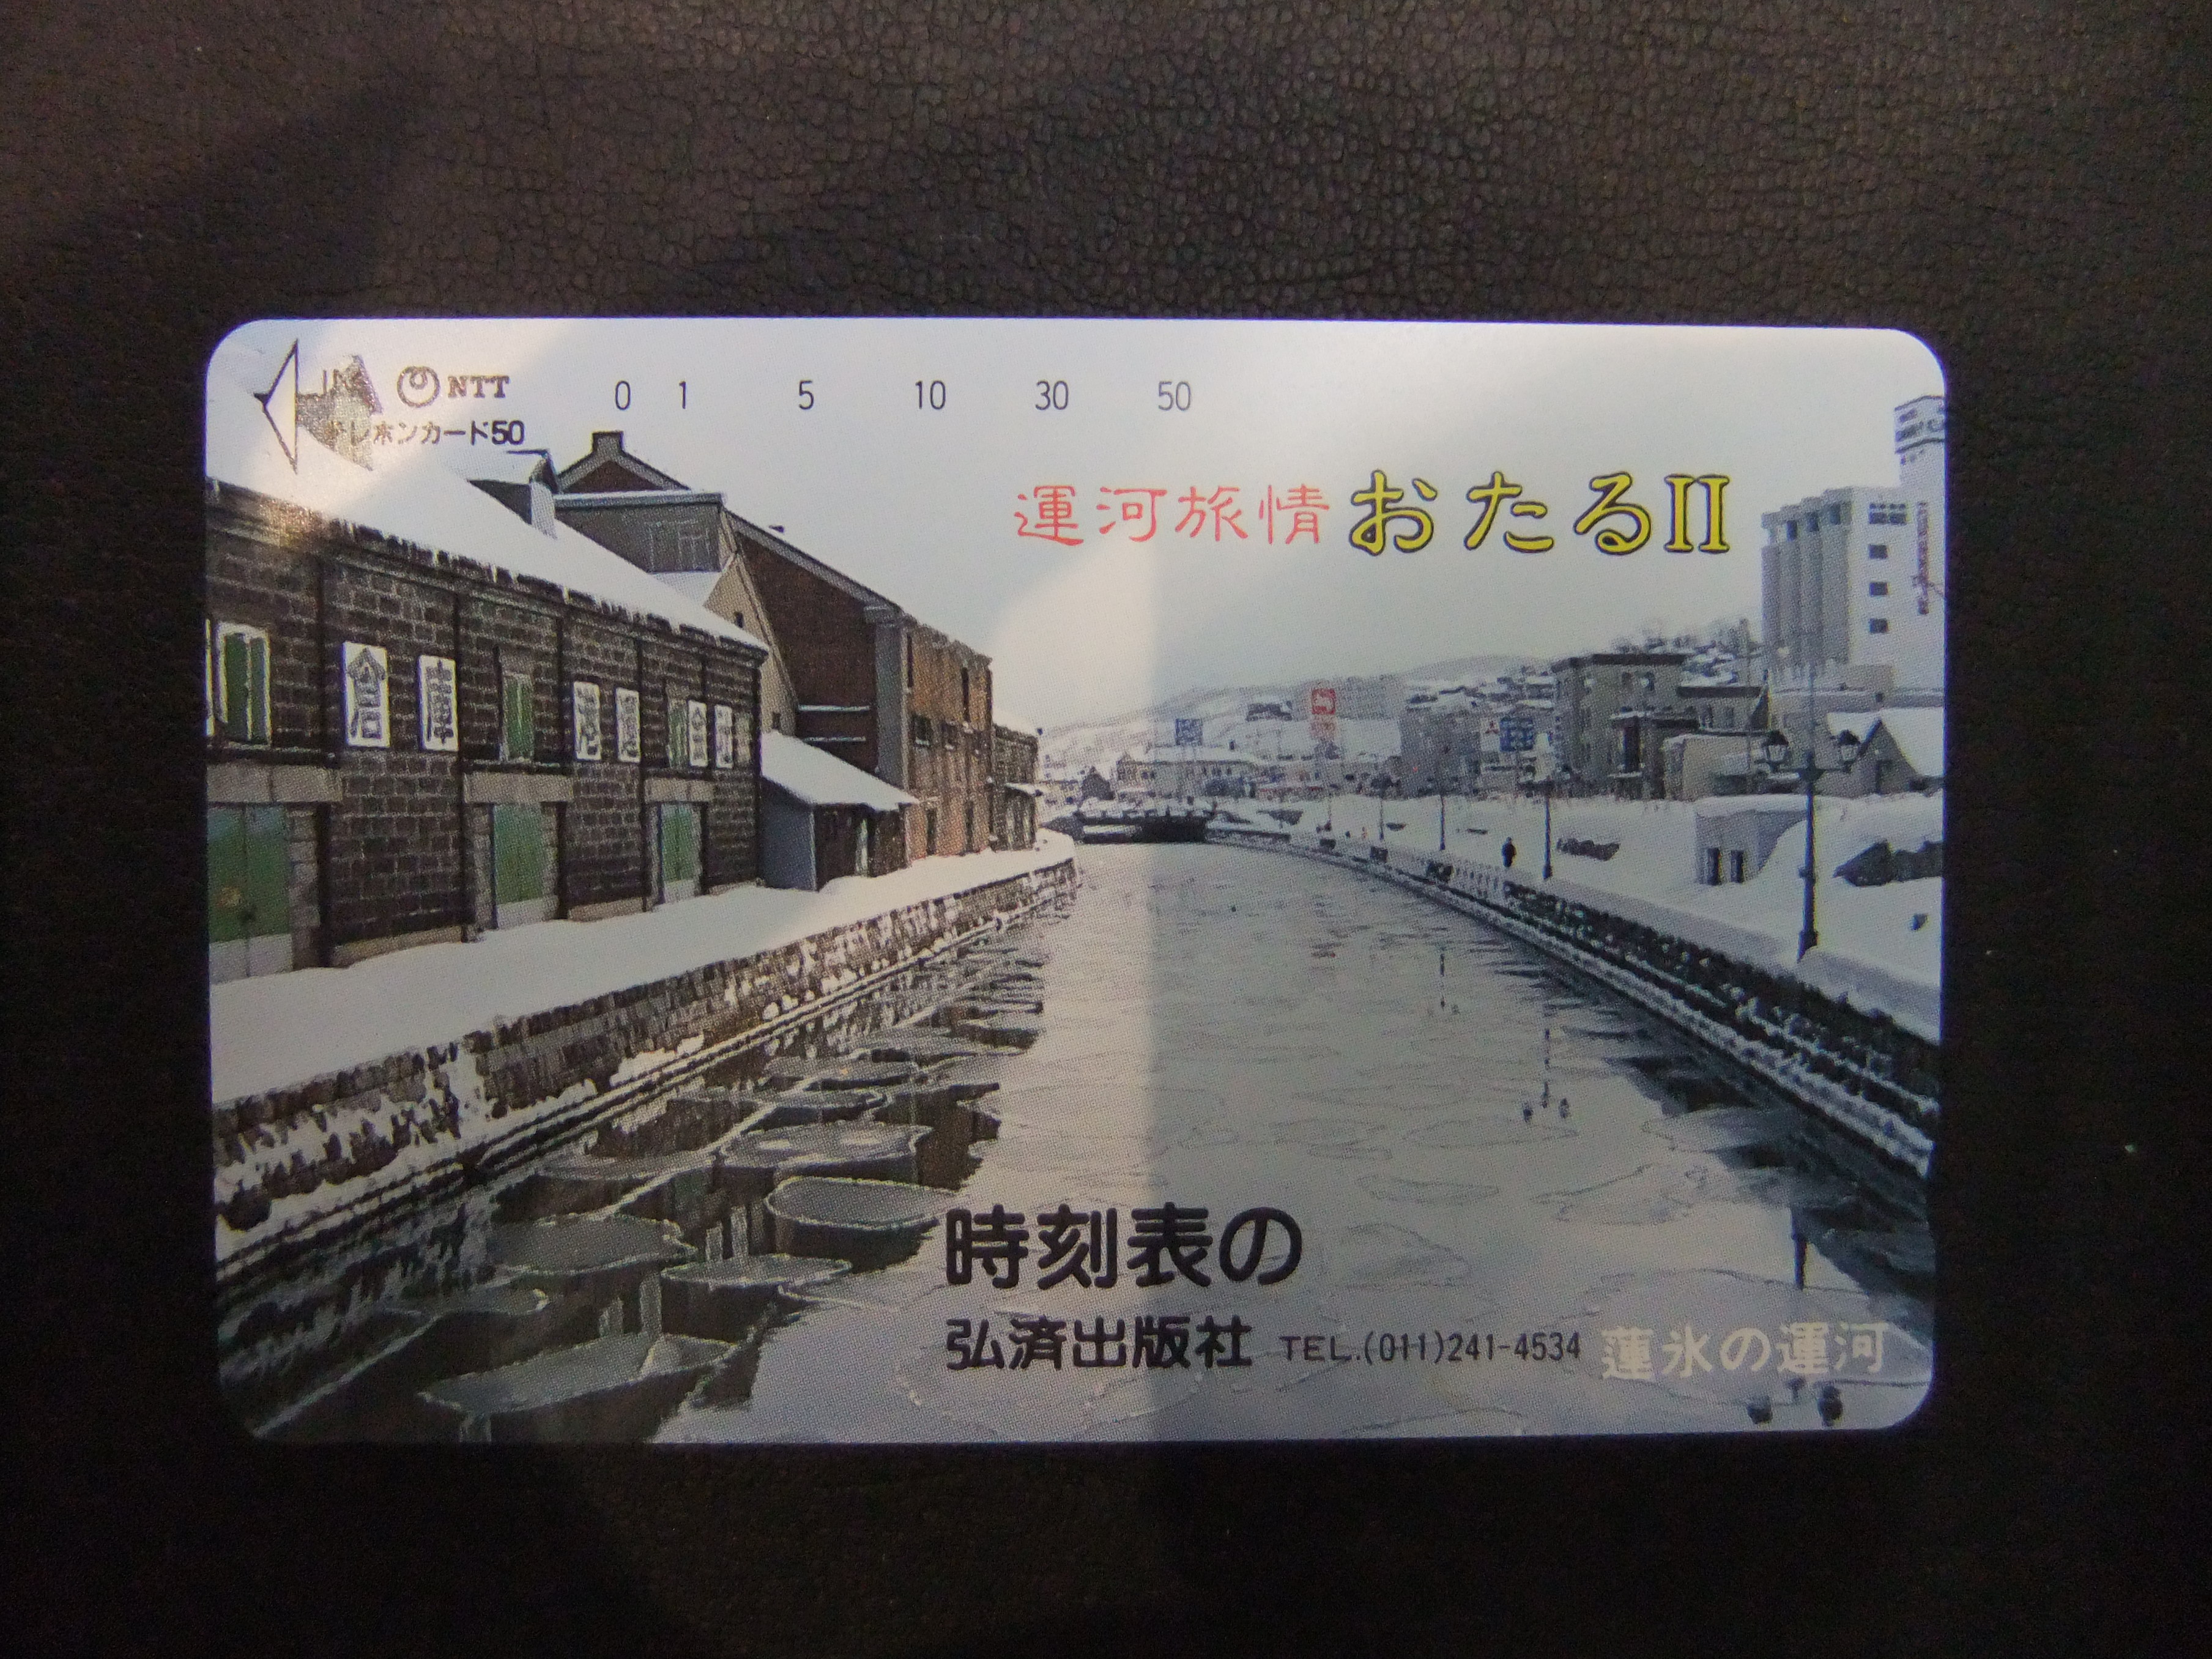 NTT
テレホンカード50
0 1 5 10 30 50
運河旅情 おたるII
時刻表の
弘済出版社 TEL.(011)241-4534
蓮氷の運河